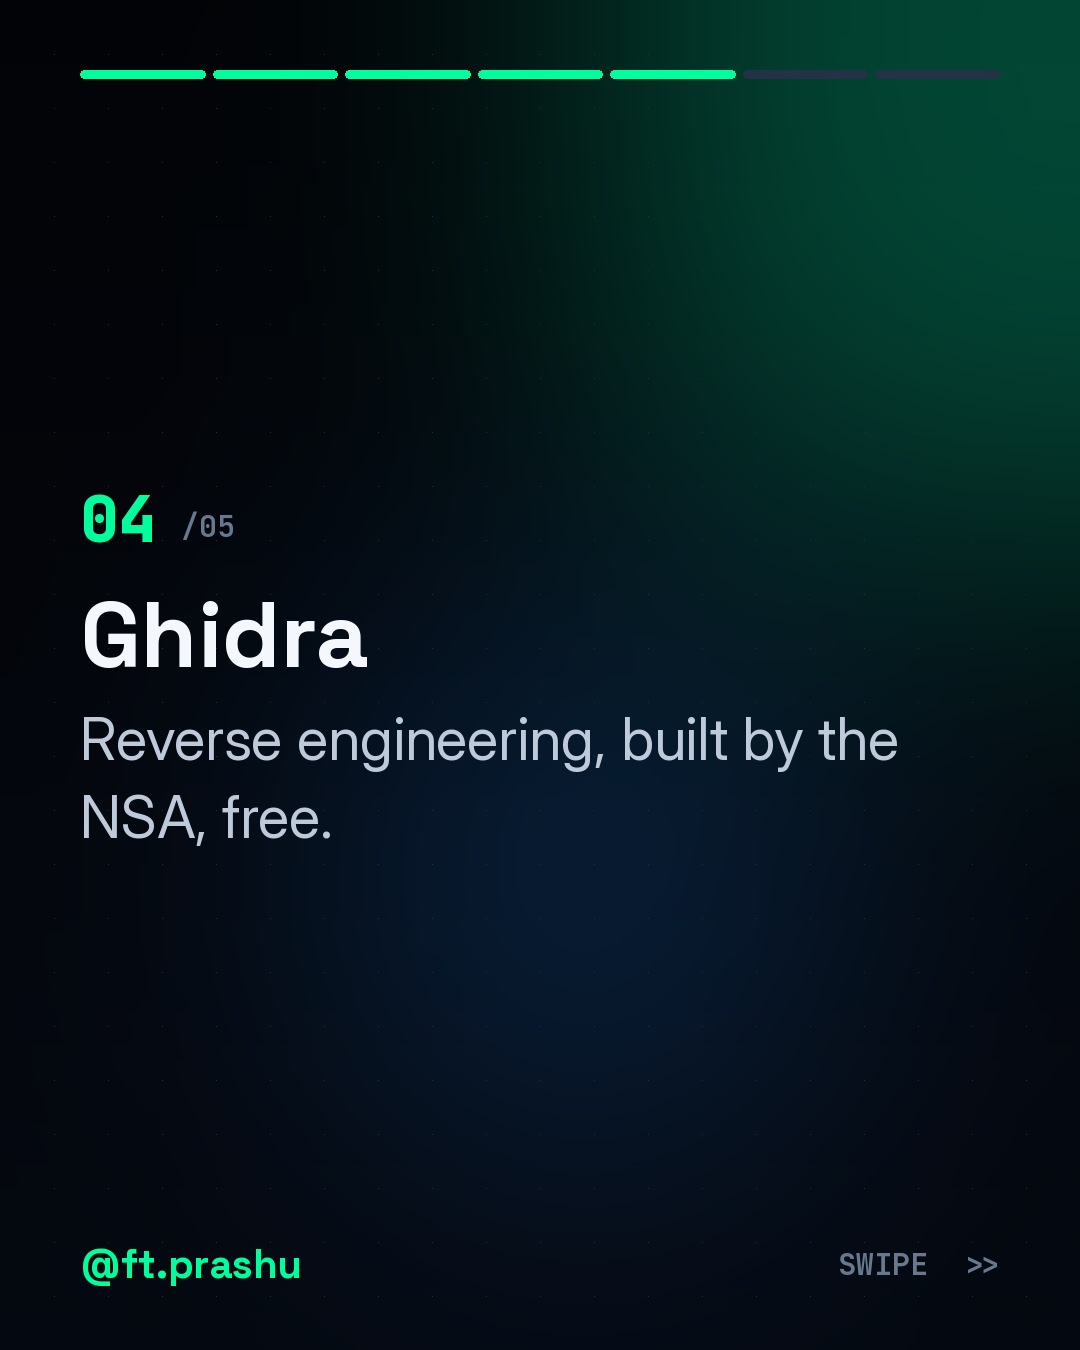 04 /05
Ghidra
Reverse engineering, built by the
NSA, free.
@ft.prashu
SWIPE >>